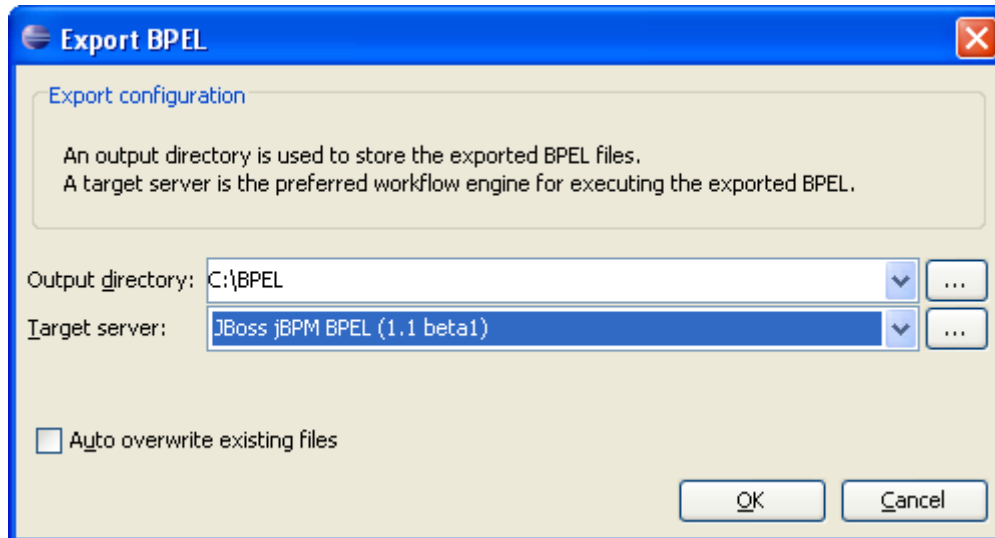 Export BPEL
Export configuration
An output directory is used to store the exported BPEL files.
A target server is the preferred workflow engine for executing the exported BPEL.
Output directory: C:\BPEL ...
Target server: JBoss jBPM BPEL (1.1 beta1) ...
Auto overwrite existing files
OK Cancel